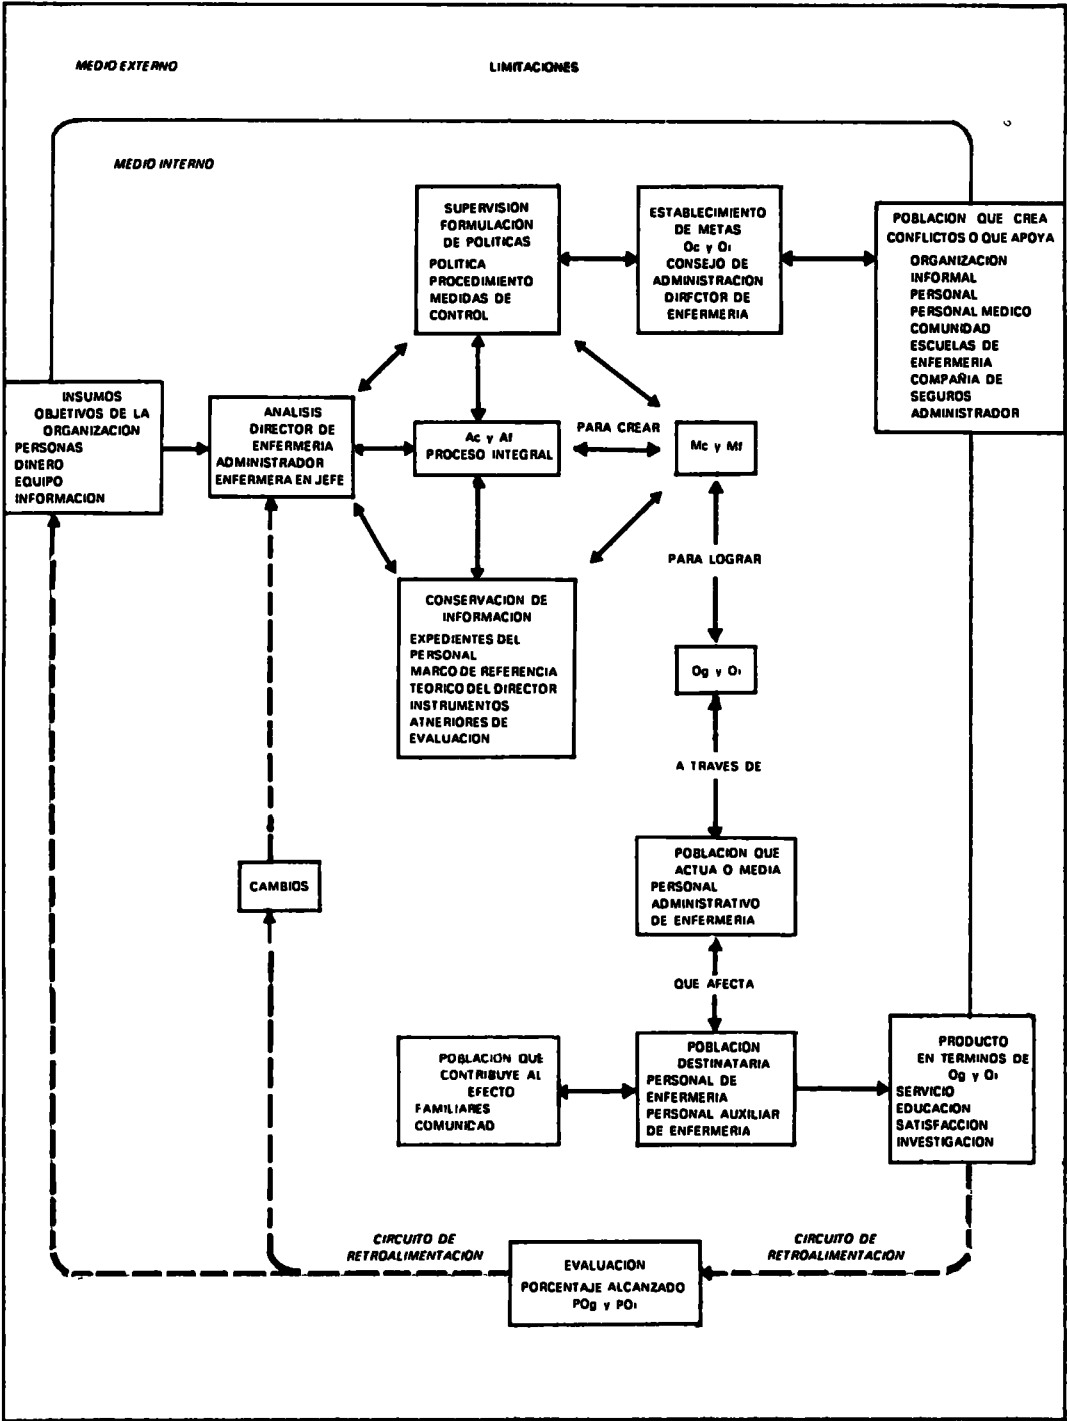 MEDIO EXTERNO
LIMITACIONES
MEDIO INTERNO
SUPERVISION
FORMULACION
DE POLITICAS
POLITICA
PROCEDIMIENTO
MEDIDAS DE
CONTROL
ESTABLECIMIENTO
DE METAS
Oc y Oi
CONSEJO DE
ADMINISTRACION
DIRFCTOR DE
ENFERMERIA
POBLACION QUE CREA
CONFLICTOS O QUE APOYA
ORGANIZACION
INFORMAL
PERSONAL
PERSONAL MEDICO
COMUNIDAD
ESCUELAS DE
ENFERMERIA
COMPAÑIA DE
SEGUROS
ADMINISTRADOR
INSUMOS
OBJETIVOS DE LA
ORGANIZACION
PERSONAS
DINERO
EQUIPO
INFORMACION
ANALISIS
DIRECTOR DE
ENFERMERIA
ADMINISTRADOR
ENFERMERA EN JEFE
Ac y Af
PROCESO INTEGRAL
PARA CREAR
Mc y Mf
CONSERVACION DE
INFORMACION
EXPEDIENTES DEL
PERSONAL
MARCO DE REFERENCIA
TEORICO DEL DIRECTOR
INSTRUMENTOS
ATNERIORES DE
EVALUACION
PARA LOGRAR
Og y Oi
A TRAVES DE
POBLACION QUE
ACTUA O MEDIA
PERSONAL
ADMINISTRATIVO
DE ENFERMERIA
CAMBIOS
QUE AFECTA
POBLACION QUE
CONTRIBUYE AL
EFECTO
FAMILIARES
COMUNIDAD
POBLACION
DESTINATARIA
PERSONAL DE
ENFERMERIA
PERSONAL AUXILIAR
DE ENFERMERIA
PRODUCTO
EN TERMINOS DE
Og y Oi
SERVICIO
EDUCACION
SATISFACCION
INVESTIGACION
CIRCUITO DE
RETROALIMENTACION
EVALUACION
PORCENTAJE ALCANZADO
POg y POi
CIRCUITO DE
RETROALIMENTACION